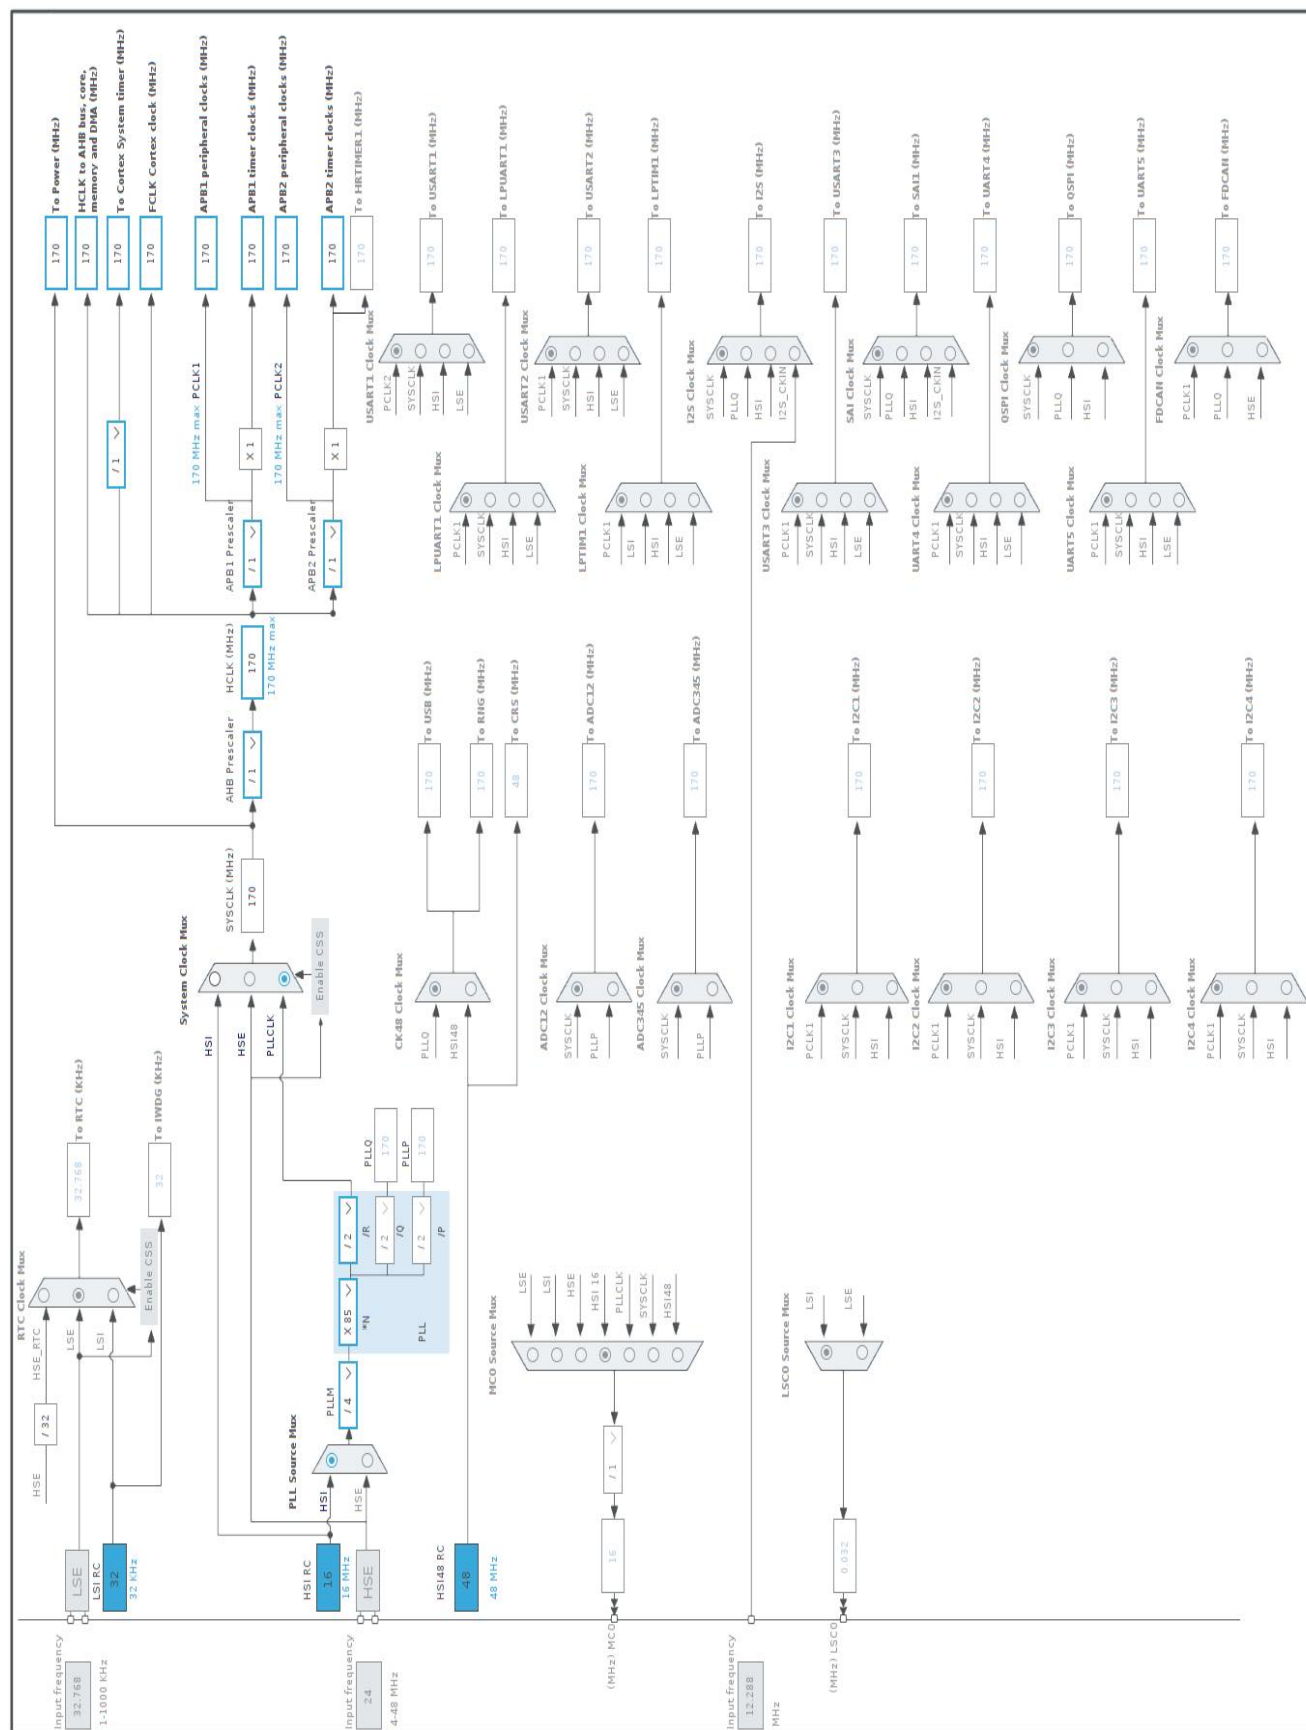 RTC Clock Mux
HSE
/ 32
HSE_RTC
LSE
LSI
Enable CSS
32.768
To RTC (KHz)
32
To IWDG (KHz)
Input frequency
32.768
1-1000 KHz
LSE
LSI RC
32
32 KHz
HSI RC
16
16 MHz
HSE
Input frequency
24
4-48 MHz
HSI48 RC
48
48 MHz
PLL Source Mux
HSI
HSE
PLLM
/ 4
X 85
*N
/ 2
/R
/ 2
/Q
/ 2
/P
PLL
PLLQ
170
PLLP
170
System Clock Mux
HSI
HSE
PLLCLK
Enable CSS
SYSCLK (MHz)
170
AHB Prescaler
/ 1
HCLK (MHz)
170
170 MHz max
APB1 Prescaler
/ 1
170 MHz max PCLK1
X 1
APB2 Prescaler
/ 1
170 MHz max PCLK2
X 1
/ 1
170
To Power (MHz)
170
HCLK to AHB bus, core,
memory and DMA (MHz)
170
To Cortex System timer (MHz)
170
FCLK Cortex clock (MHz)
170
APB1 peripheral clocks (MHz)
170
APB1 timer clocks (MHz)
170
APB2 peripheral clocks (MHz)
170
APB2 timer clocks (MHz)
170
To HRTIMER1 (MHz)
CK48 Clock Mux
PLLQ
HSI48
170
To USB (MHz)
170
To RNG (MHz)
48
To CRS (MHz)
ADC12 Clock Mux
SYSCLK
PLLP
170
To ADC12 (MHz)
ADC345 Clock Mux
SYSCLK
PLLP
170
To ADC345 (MHz)
USART1 Clock Mux
PCLK2
SYSCLK
HSI
LSE
170
To USART1 (MHz)
LPUART1 Clock Mux
PCLK1
SYSCLK
HSI
LSE
170
To LPUART1 (MHz)
USART2 Clock Mux
PCLK1
SYSCLK
HSI
LSE
170
To USART2 (MHz)
LPTIM1 Clock Mux
PCLK1
LSI
HSI
LSE
170
To LPTIM1 (MHz)
I2S Clock Mux
SYSCLK
PLLQ
HSI
I2S_CKIN
170
To I2S (MHz)
USART3 Clock Mux
PCLK1
SYSCLK
HSI
LSE
170
To USART3 (MHz)
SAI Clock Mux
SYSCLK
PLLQ
HSI
I2S_CKIN
170
To SAI1 (MHz)
UART4 Clock Mux
PCLK1
SYSCLK
HSI
LSE
170
To UART4 (MHz)
QSPI Clock Mux
SYSCLK
PLLQ
HSI
170
To QSPI (MHz)
UART5 Clock Mux
PCLK1
SYSCLK
HSI
LSE
170
To UART5 (MHz)
FDCAN Clock Mux
PCLK1
PLLQ
HSE
170
To FDCAN (MHz)
MCO Source Mux
LSE
LSI
HSE
HSI 16
PLLCLK
SYSCLK
HSI48
/ 1
16
(MHz) MCO
Input frequency
12.288
MHz
LSCO Source Mux
LSI
LSE
0.032
(MHz) LSCO
I2C1 Clock Mux
PCLK1
SYSCLK
HSI
170
To I2C1 (MHz)
I2C2 Clock Mux
PCLK1
SYSCLK
HSI
170
To I2C2 (MHz)
I2C3 Clock Mux
PCLK1
SYSCLK
HSI
170
To I2C3 (MHz)
I2C4 Clock Mux
PCLK1
SYSCLK
HSI
170
To I2C4 (MHz)